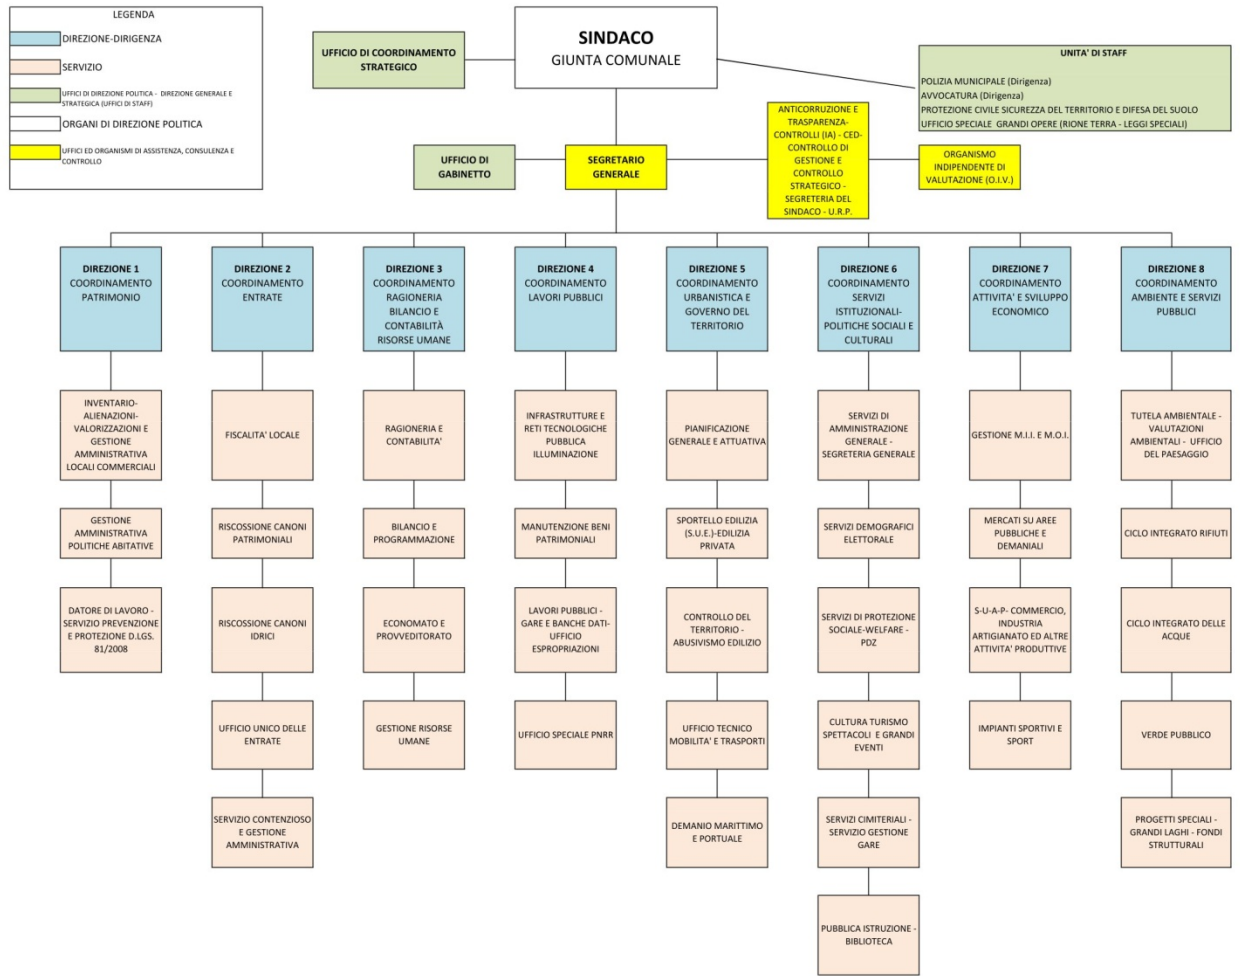 LEGENDA
DIREZIONE-DIRIGENZA
SERVIZIO
UFFICI DI DIREZIONE POLITICA - DIREZIONE GENERALE E
STRATEGICA (UFFICI DI STAFF)
ORGANI DI DIREZIONE POLITICA
UFFICI ED ORGANISMI DI ASSISTENZA, CONSULENZA E
CONTROLLO
UFFICIO DI COORDINAMENTO
STRATEGICO
SINDACO
GIUNTA COMUNALE
UNITA' DI STAFF
POLIZIA MUNICIPALE (Dirigenza)
AVVOCATURA (Dirigenza)
PROTEZIONE CIVILE SICUREZZA DEL TERRITORIO E DIFESA DEL SUOLO
UFFICIO SPECIALE GRANDI OPERE (RIONE TERRA - LEGGI SPECIALI)
UFFICIO DI
GABINETTO
SEGRETARIO
GENERALE
ANTICORRUZIONE E
TRASPARENZA-
CONTROLLI (IA) - CED-
CONTROLLO DI
GESTIONE E
CONTROLLO
STRATEGICO -
SEGRETERIA DEL
SINDACO - U.R.P.
ORGANISMO
INDIPENDENTE DI
VALUTAZIONE (O.I.V.)
DIREZIONE 1
COORDINAMENTO
PATRIMONIO
DIREZIONE 2
COORDINAMENTO
ENTRATE
DIREZIONE 3
COORDINAMENTO
RAGIONERIA
BILANCIO E
CONTABILITÀ
RISORSE UMANE
DIREZIONE 4
COORDINAMENTO
LAVORI PUBBLICI
DIREZIONE 5
COORDINAMENTO
URBANISTICA E
GOVERNO DEL
TERRITORIO
DIREZIONE 6
COORDINAMENTO
SERVIZI
ISTITUZIONALI-
POLITICHE SOCIALI E
CULTURALI
DIREZIONE 7
COORDINAMENTO
ATTIVITA' E SVILUPPO
ECONOMICO
DIREZIONE 8
COORDINAMENTO
AMBIENTE E SERVIZI
PUBBLICI
INVENTARIO-
ALIENAZIONI-
VALORIZZAZIONI E
GESTIONE
AMMINISTRATIVA
LOCALI COMMERCIALI
FISCALITA' LOCALE
RAGIONERIA E
CONTABILITA'
INFRASTRUTTURE E
RETI TECNOLOGICHE
PUBBLICA
ILLUMINAZIONE
PIANIFICAZIONE
GENERALE E ATTUATIVA
SERVIZI DI
AMMINISTRAZIONE
GENERALE -
SEGRETERIA GENERALE
GESTIONE M.I.I. E M.O.I.
TUTELA AMBIENTALE -
VALUTAZIONI
AMBIENTALI - UFFICIO
DEL PAESAGGIO
GESTIONE
AMMINISTRATIVA
POLITICHE ABITATIVE
RISCOSSIONE CANONI
PATRIMONIALI
BILANCIO E
PROGRAMMAZIONE
MANUTENZIONE BENI
PATRIMONIALI
SPORTELLO EDILIZIA
(S.U.E.)-EDILIZIA
PRIVATA
SERVIZI DEMOGRAFICI
ELETTORALE
MERCATI SU AREE
PUBBLICHE E
DEMANIALI
CICLO INTEGRATO RIFIUTI
DATORE DI LAVORO -
SERVIZIO PREVENZIONE
E PROTEZIONE D.LGS.
81/2008
RISCOSSIONE CANONI
IDRICI
ECONOMATO E
PROVVEDITORATO
LAVORI PUBBLICI -
GARE E BANCHE DATI-
UFFICIO
ESPROPRIAZIONI
CONTROLLO DEL
TERRITORIO -
ABUSIVISMO EDILIZIO
SERVIZI DI PROTEZIONE
SOCIALE-WELFARE -
PDZ
S-U-A-P- COMMERCIO,
INDUSTRIA
ARTIGIANATO ED ALTRE
ATTIVITA' PRODUTTIVE
CICLO INTEGRATO DELLE
ACQUE
UFFICIO UNICO DELLE
ENTRATE
GESTIONE RISORSE
UMANE
UFFICIO SPECIALE PNRR
UFFICIO TECNICO
MOBILITA' E TRASPORTI
CULTURA TURISMO
SPETTACOLI E GRANDI
EVENTI
IMPIANTI SPORTIVI E
SPORT
VERDE PUBBLICO
SERVIZIO CONTENZIOSO
E GESTIONE
AMMINISTRATIVA
DEMANIO MARITTIMO
E PORTUALE
SERVIZI CIMITERIALI -
SERVIZIO GESTIONE
GARE
PROGETTI SPECIALI -
GRANDI LAGHI - FONDI
STRUTTURALI
PUBBLICA ISTRUZIONE -
BIBLIOTECA